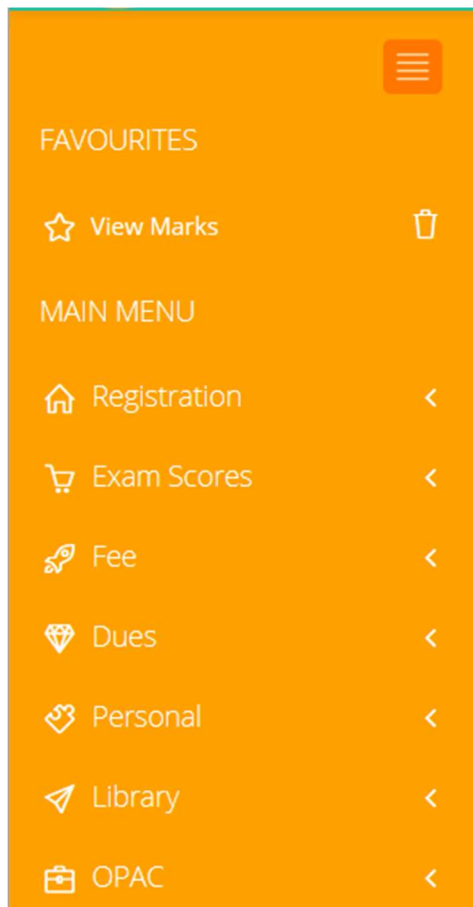 FAVOURITES
View Marks
MAIN MENU
Registration
Exam Scores
Fee
Dues
Personal
Library
OPAC